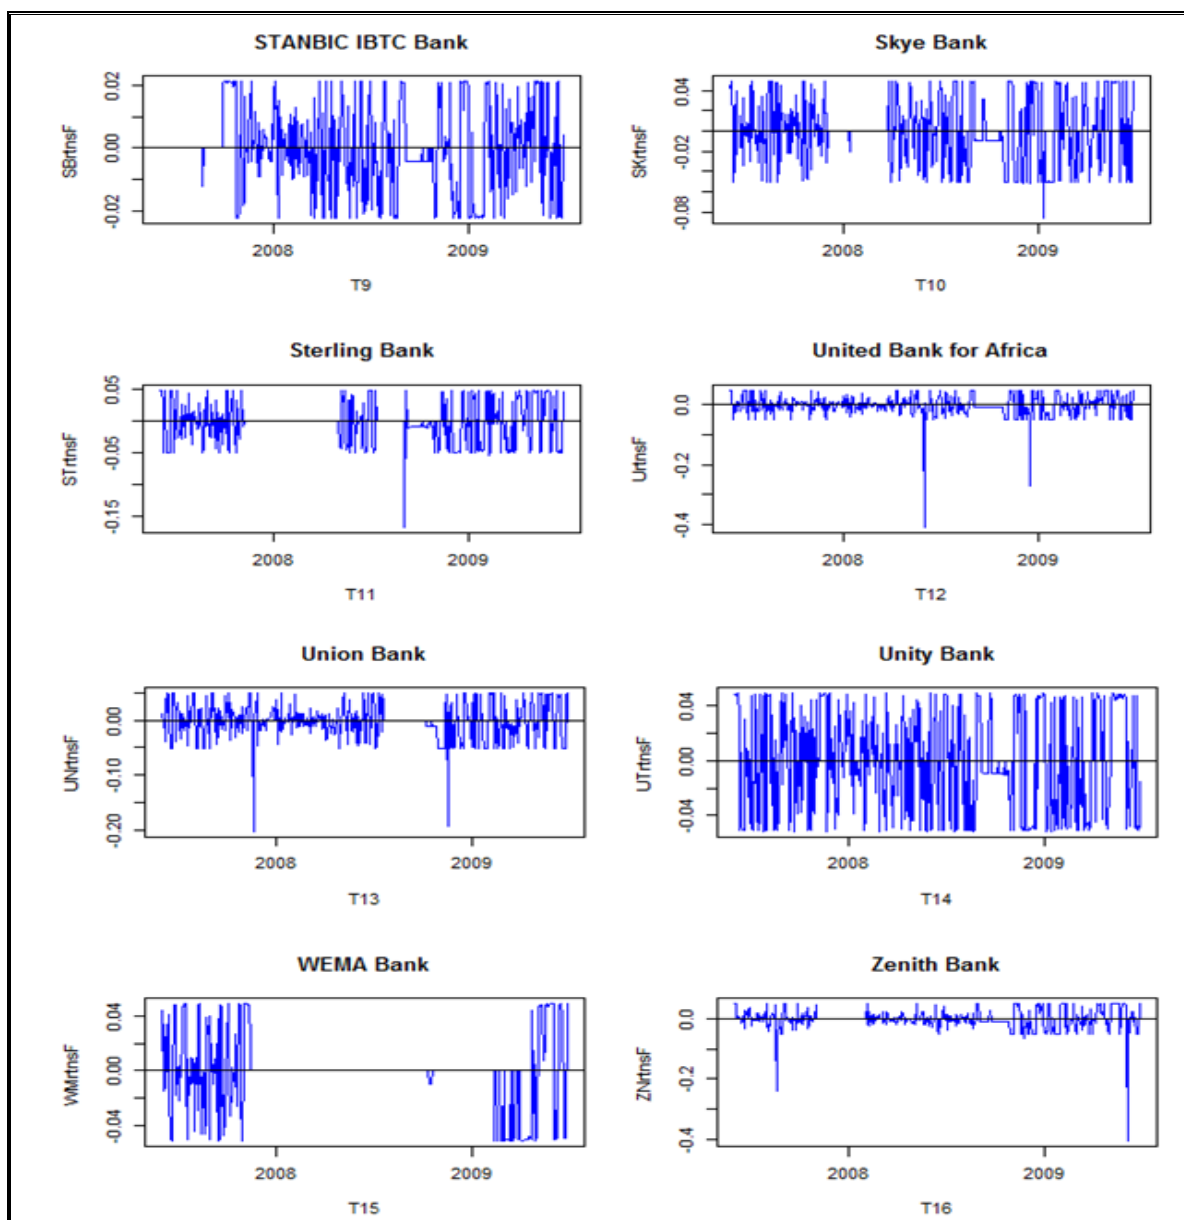 STANBIC IBTC Bank
SBrtnsF
0.02
0.00
-0.02
2008
2009
T9
Skye Bank
SKrtnsF
0.04
-0.02
-0.08
2008
2009
T10
Sterling Bank
STrtnsF
0.05
-0.05
-0.15
2008
2009
T11
United Bank for Africa
UrtnsF
0.0
-0.2
-0.4
2008
2009
T12
Union Bank
UNrtnsF
0.00
-0.10
-0.20
2008
2009
T13
Unity Bank
UTrtnsF
0.04
0.00
-0.04
2008
2009
T14
WEMA Bank
WMrtnsF
0.04
0.00
-0.04
2008
2009
T15
Zenith Bank
ZNrtnsF
0.0
-0.2
-0.4
2008
2009
T16